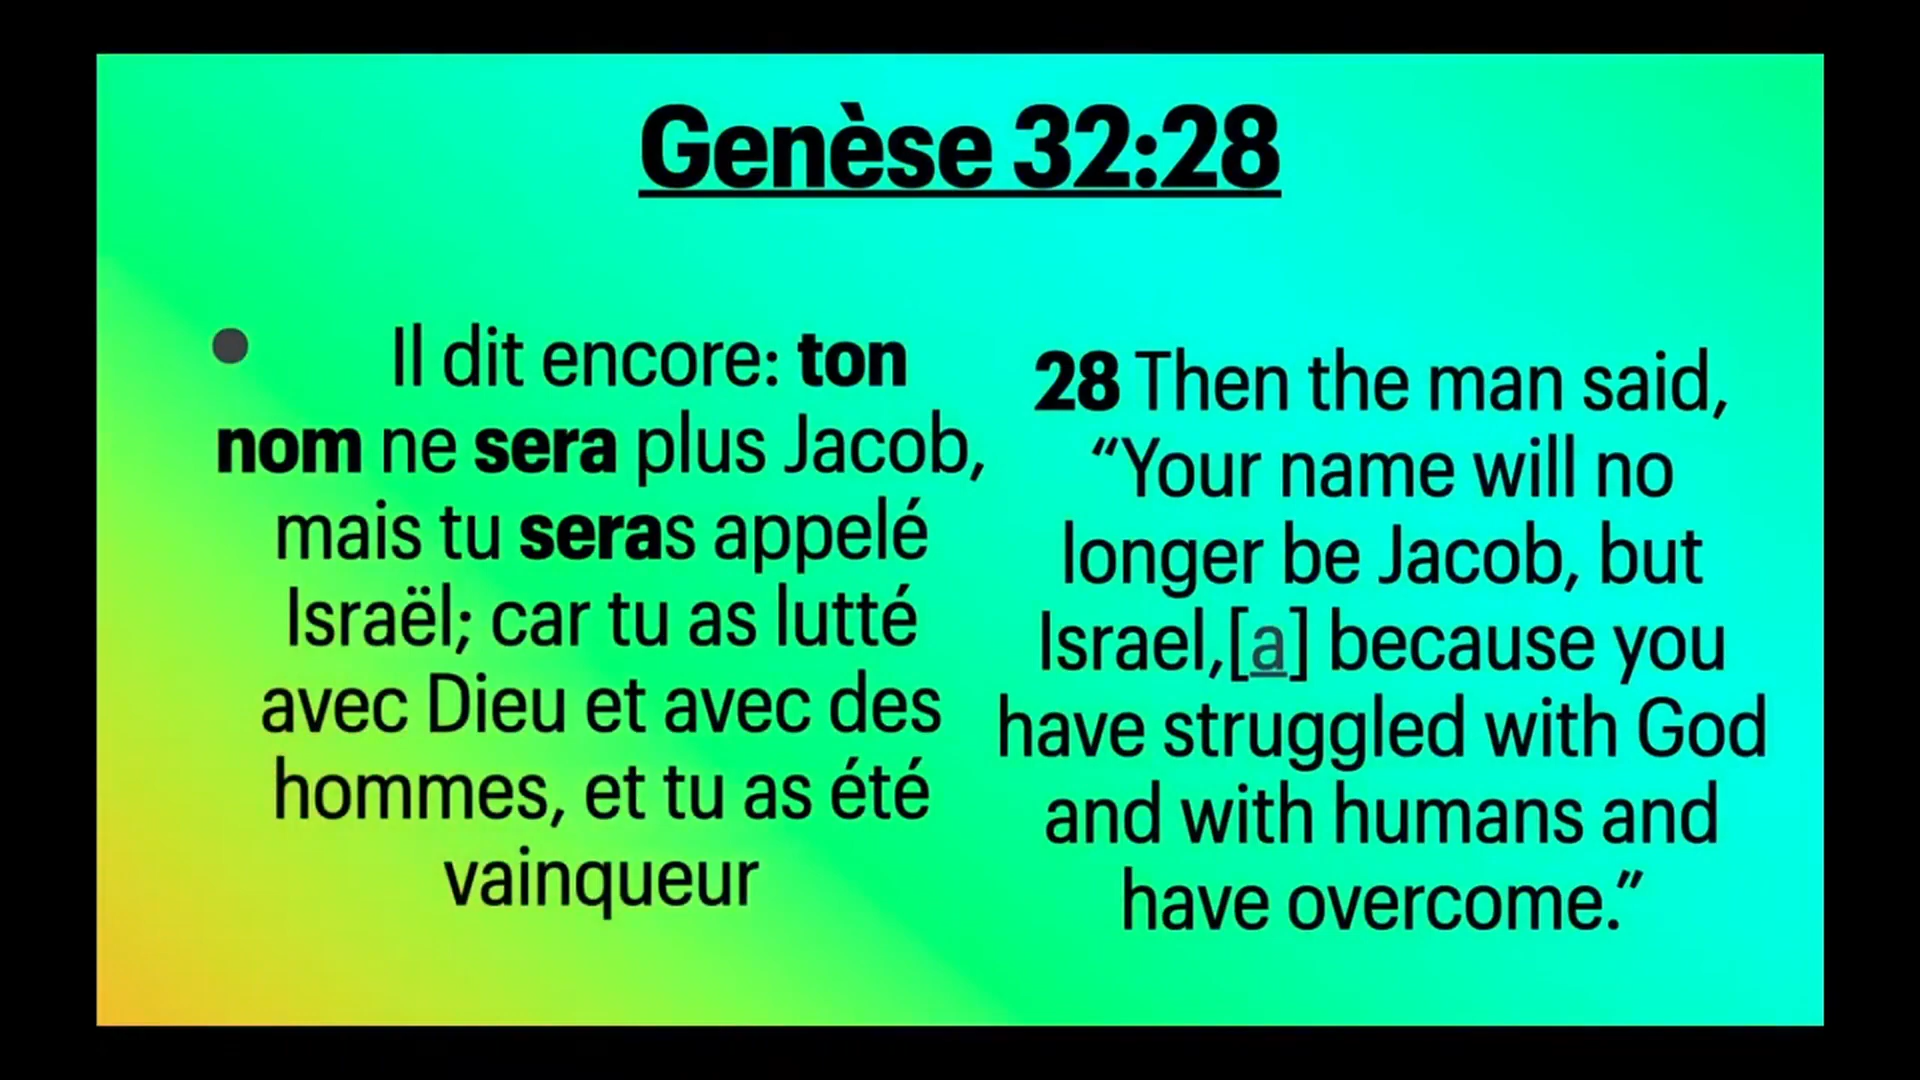 Genèse 32:28
Il dit encore: ton
nom ne sera plus Jacob,
mais tu seras appelé
Israël; car tu as lutté
avec Dieu et avec des
hommes, et tu as été
vainqueur
28 Then the man said,
“Your name will no
longer be Jacob, but
Israel,[a] because you
have struggled with God
and with humans and
have overcome.”